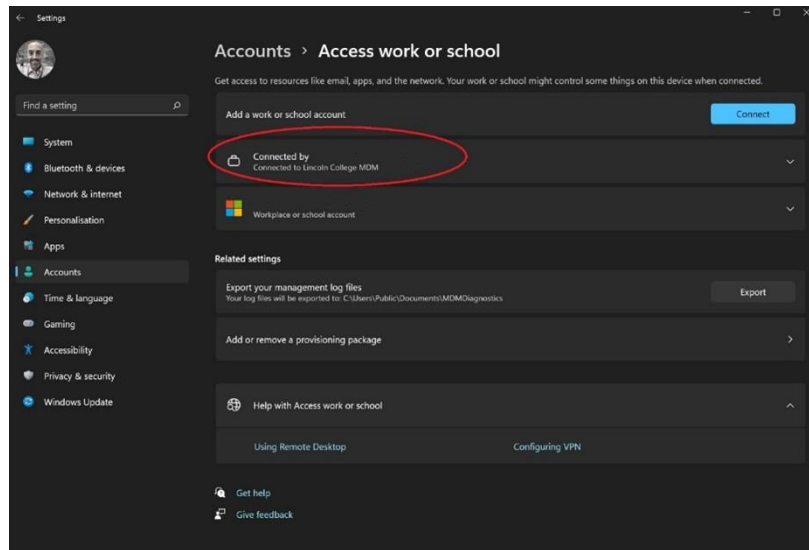 Settings
Accounts > Access work or school
Get access to resources like email, apps, and the network. Your work or school might control some things on this device when connected.
Find a setting
Add a work or school account
Connect
System
Bluetooth & devices
Network & internet
Personalisation
Apps
Accounts
Time & language
Gaming
Accessibility
Privacy & security
Windows Update
Connected by
Connected to Lincoln College MDM
Workplace or school account
Related settings
Export your management log files
Your log files will be exported to: C:\Users\Public\Documents\MDMDiagnostics
Export
Add or remove a provisioning package
Help with Access work or school
Using Remote Desktop
Configuring VPN
Get help
Give feedback